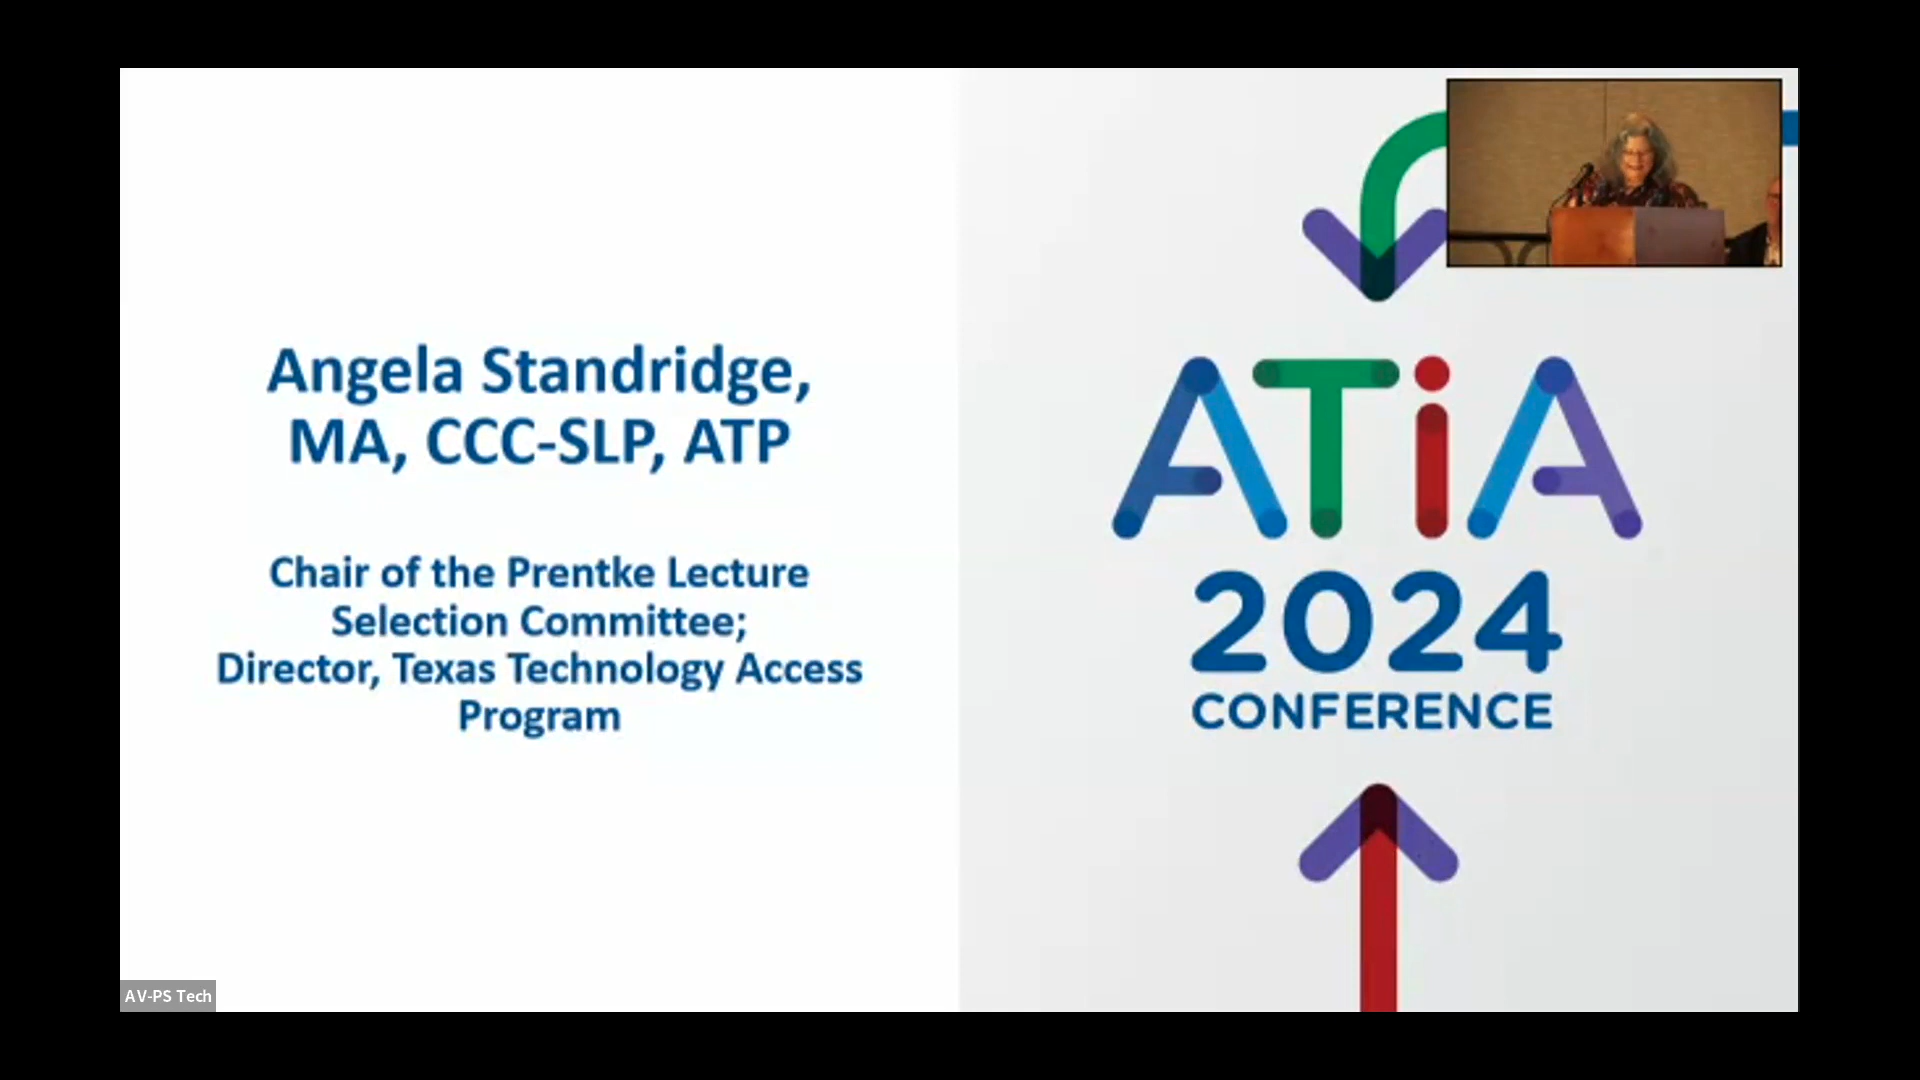 Angela Standridge,
MA, CCC-SLP, ATP
Chair of the Prentke Lecture
Selection Committee;
Director, Texas Technology Access
Program
ATiA
2024
CONFERENCE
AV-PS Tech